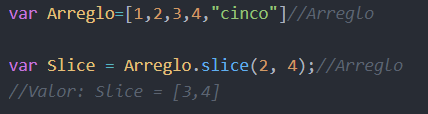 var Arreglo=[1,2,3,4,"cinco"]//Arreglo
var Slice = Arreglo.slice(2, 4);//Arreglo
//Valor: Slice = [3,4]